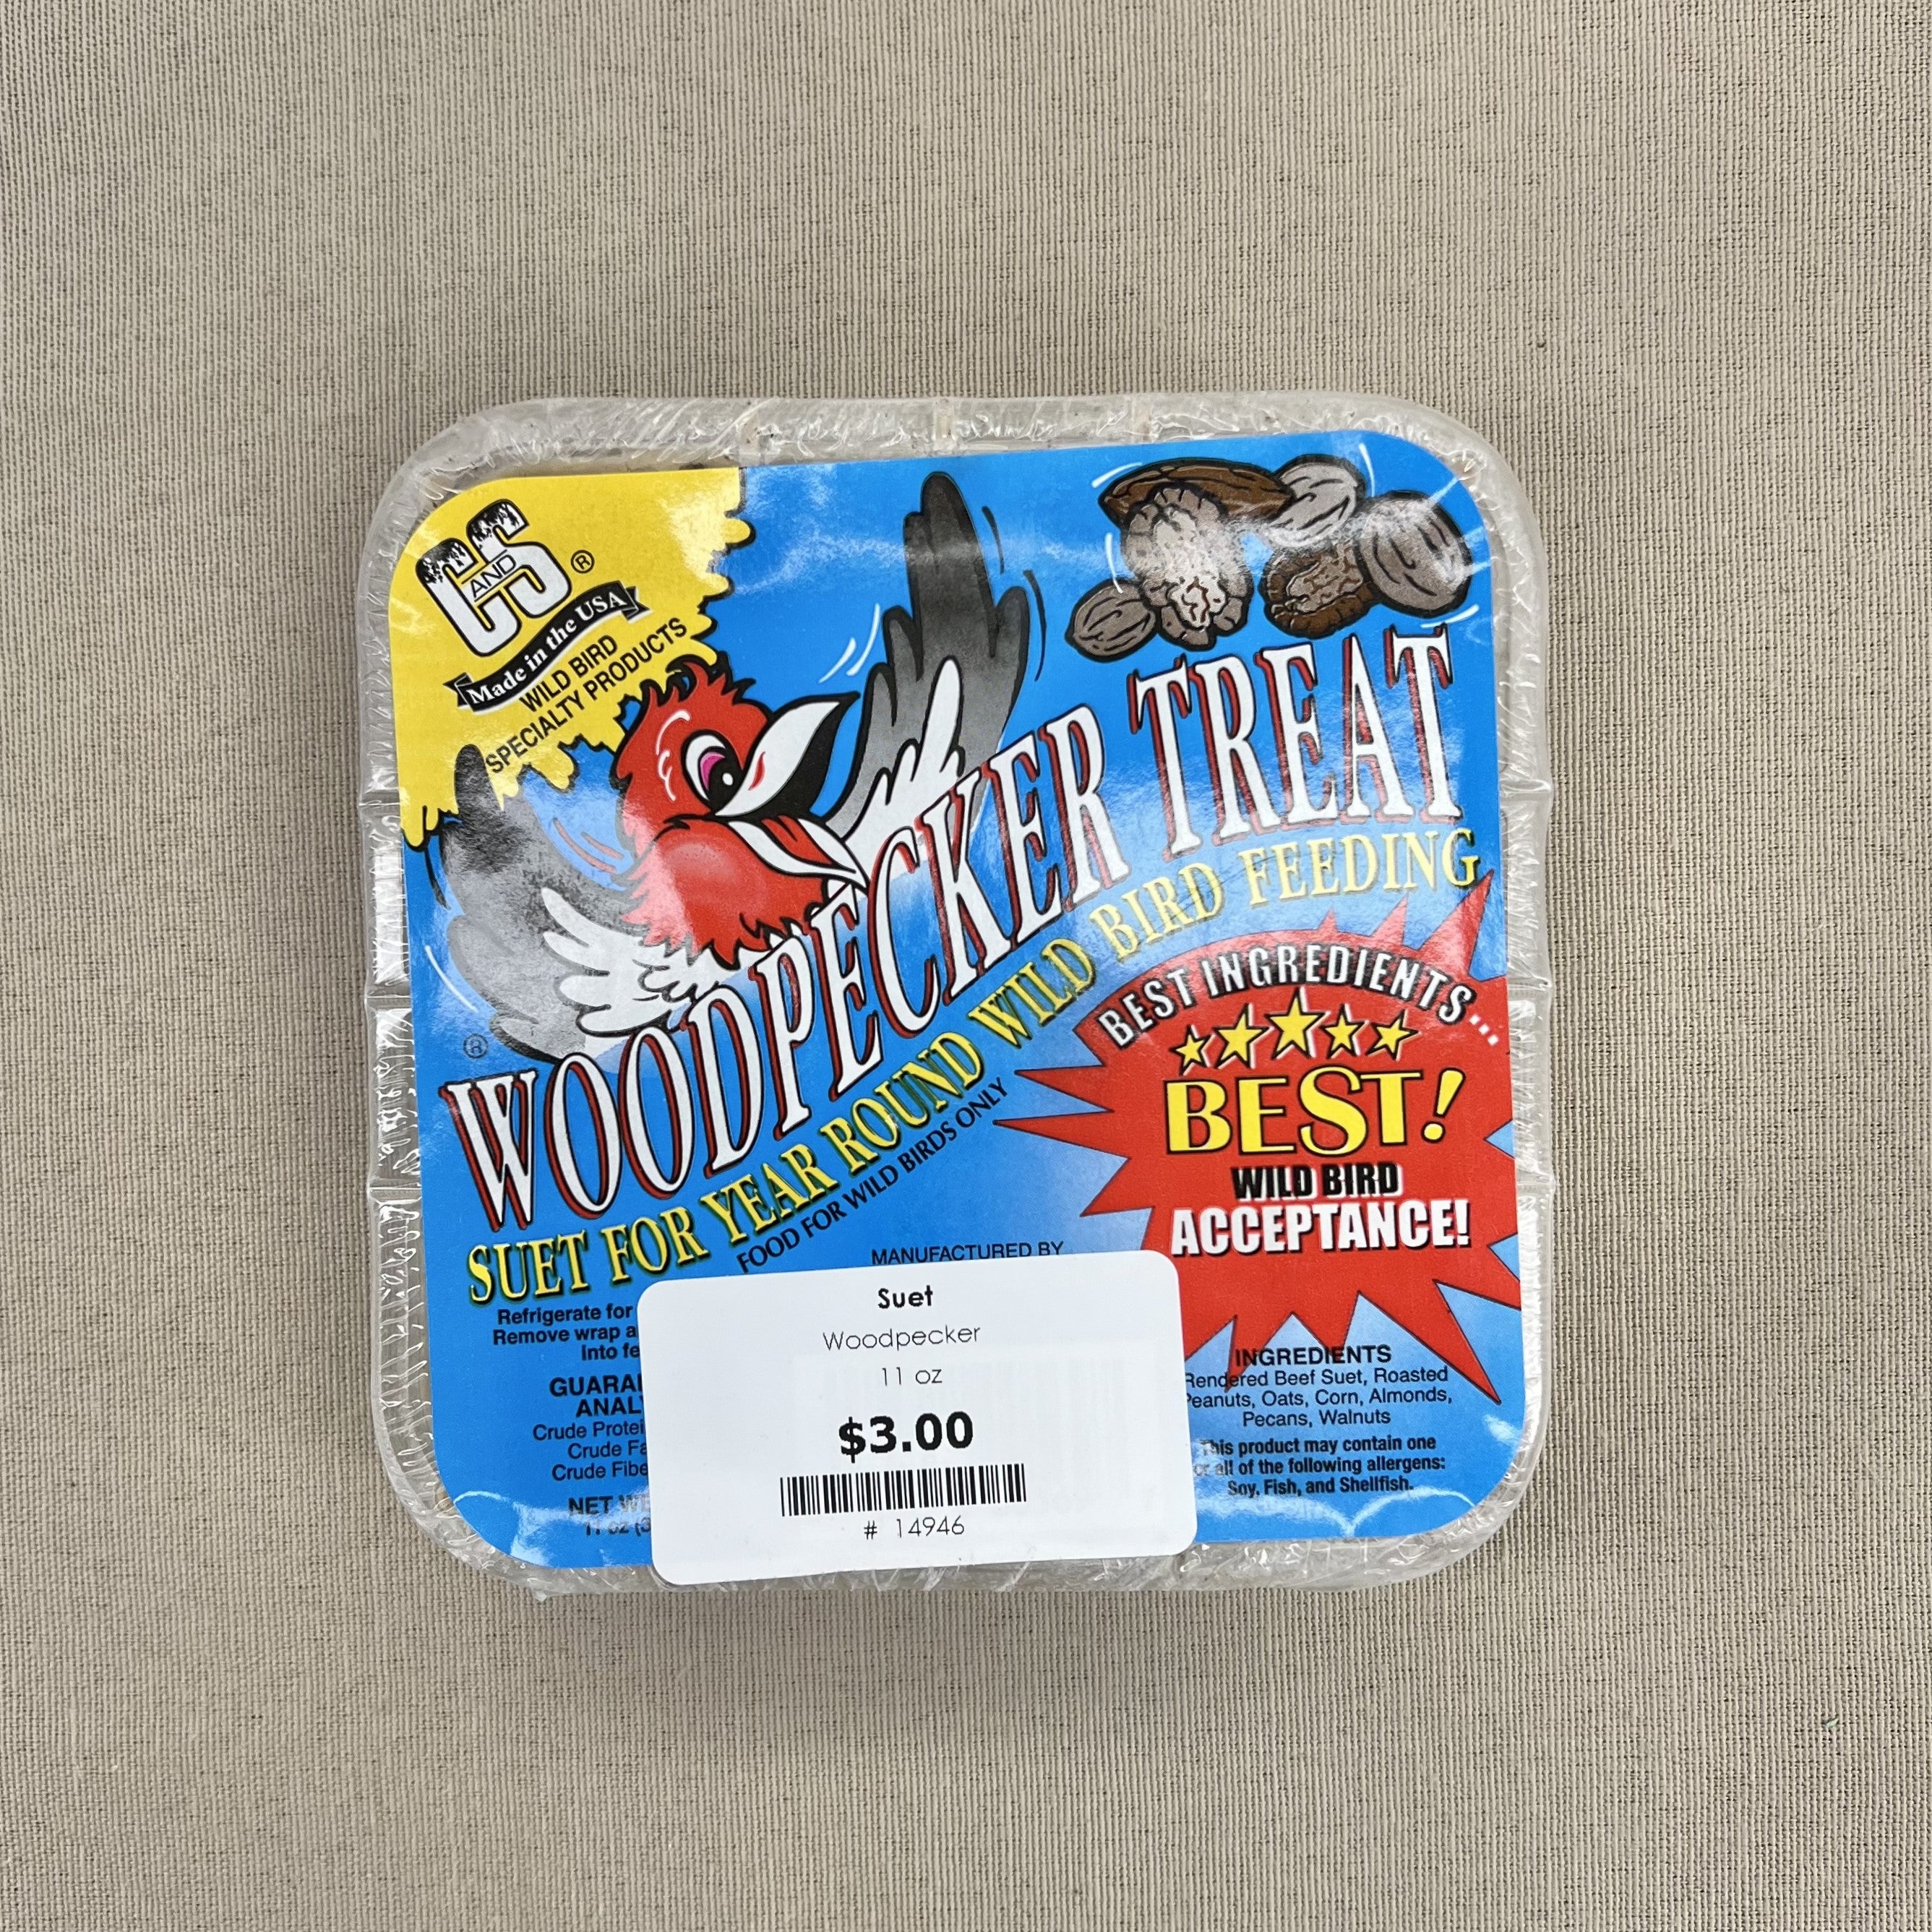 C AND S ®
Made in the USA
WILD BIRD
SPECIALTY PRODUCTS
WOODPECKER TREAT
®
SUET FOR YEAR ROUND WILD BIRD FEEDING
FOOD FOR WILD BIRDS ONLY
BEST INGREDIENTS...
BEST!
WILD BIRD
ACCEPTANCE!
MANUFACTURED BY
Refrigerate for
Remove wrap
into
GUARA
ANAL
Crude Protei
Crude
Crude Fibe
NET
11 oz
Suet
Woodpecker
11 oz
$3.00
# 14946
INGREDIENTS
Rendered Beef Suet, Roasted
Peanuts, Oats, Corn, Almonds,
Pecans, Walnuts
This product may contain one
or all of the following allergens:
Soy, Fish, and Shellfish.